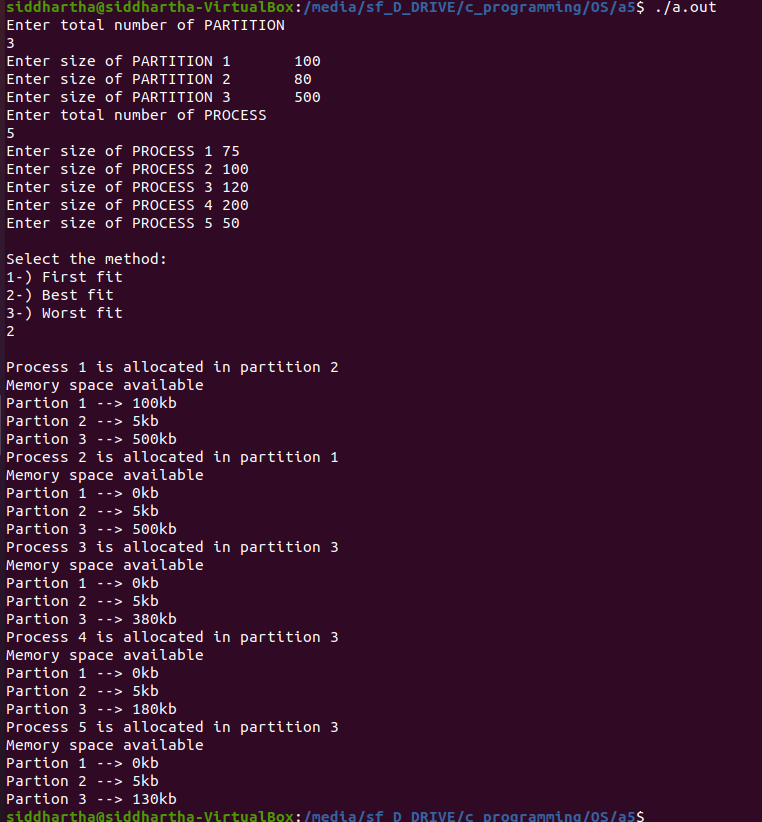 siddhartha@siddhartha-VirtualBox:/media/sf_D_DRIVE/c_programming/OS/a5$ ./a.out
Enter total number of PARTITION
3
Enter size of PARTITION 1       100
Enter size of PARTITION 2       80
Enter size of PARTITION 3       500
Enter total number of PROCESS
5
Enter size of PROCESS 1 75
Enter size of PROCESS 2 100
Enter size of PROCESS 3 120
Enter size of PROCESS 4 200
Enter size of PROCESS 5 50

Select the method:
1-) First fit
2-) Best fit
3-) Worst fit
2

Process 1 is allocated in partition 2
Memory space available
Partion 1 --> 100kb
Partion 2 --> 5kb
Partion 3 --> 500kb
Process 2 is allocated in partition 1
Memory space available
Partion 1 --> 0kb
Partion 2 --> 5kb
Partion 3 --> 500kb
Process 3 is allocated in partition 3
Memory space available
Partion 1 --> 0kb
Partion 2 --> 5kb
Partion 3 --> 380kb
Process 4 is allocated in partition 3
Memory space available
Partion 1 --> 0kb
Partion 2 --> 5kb
Partion 3 --> 180kb
Process 5 is allocated in partition 3
Memory space available
Partion 1 --> 0kb
Partion 2 --> 5kb
Partion 3 --> 130kb
siddhartha@siddhartha-VirtualBox:/media/sf_D_DRIVE/c_programming/OS/a5$